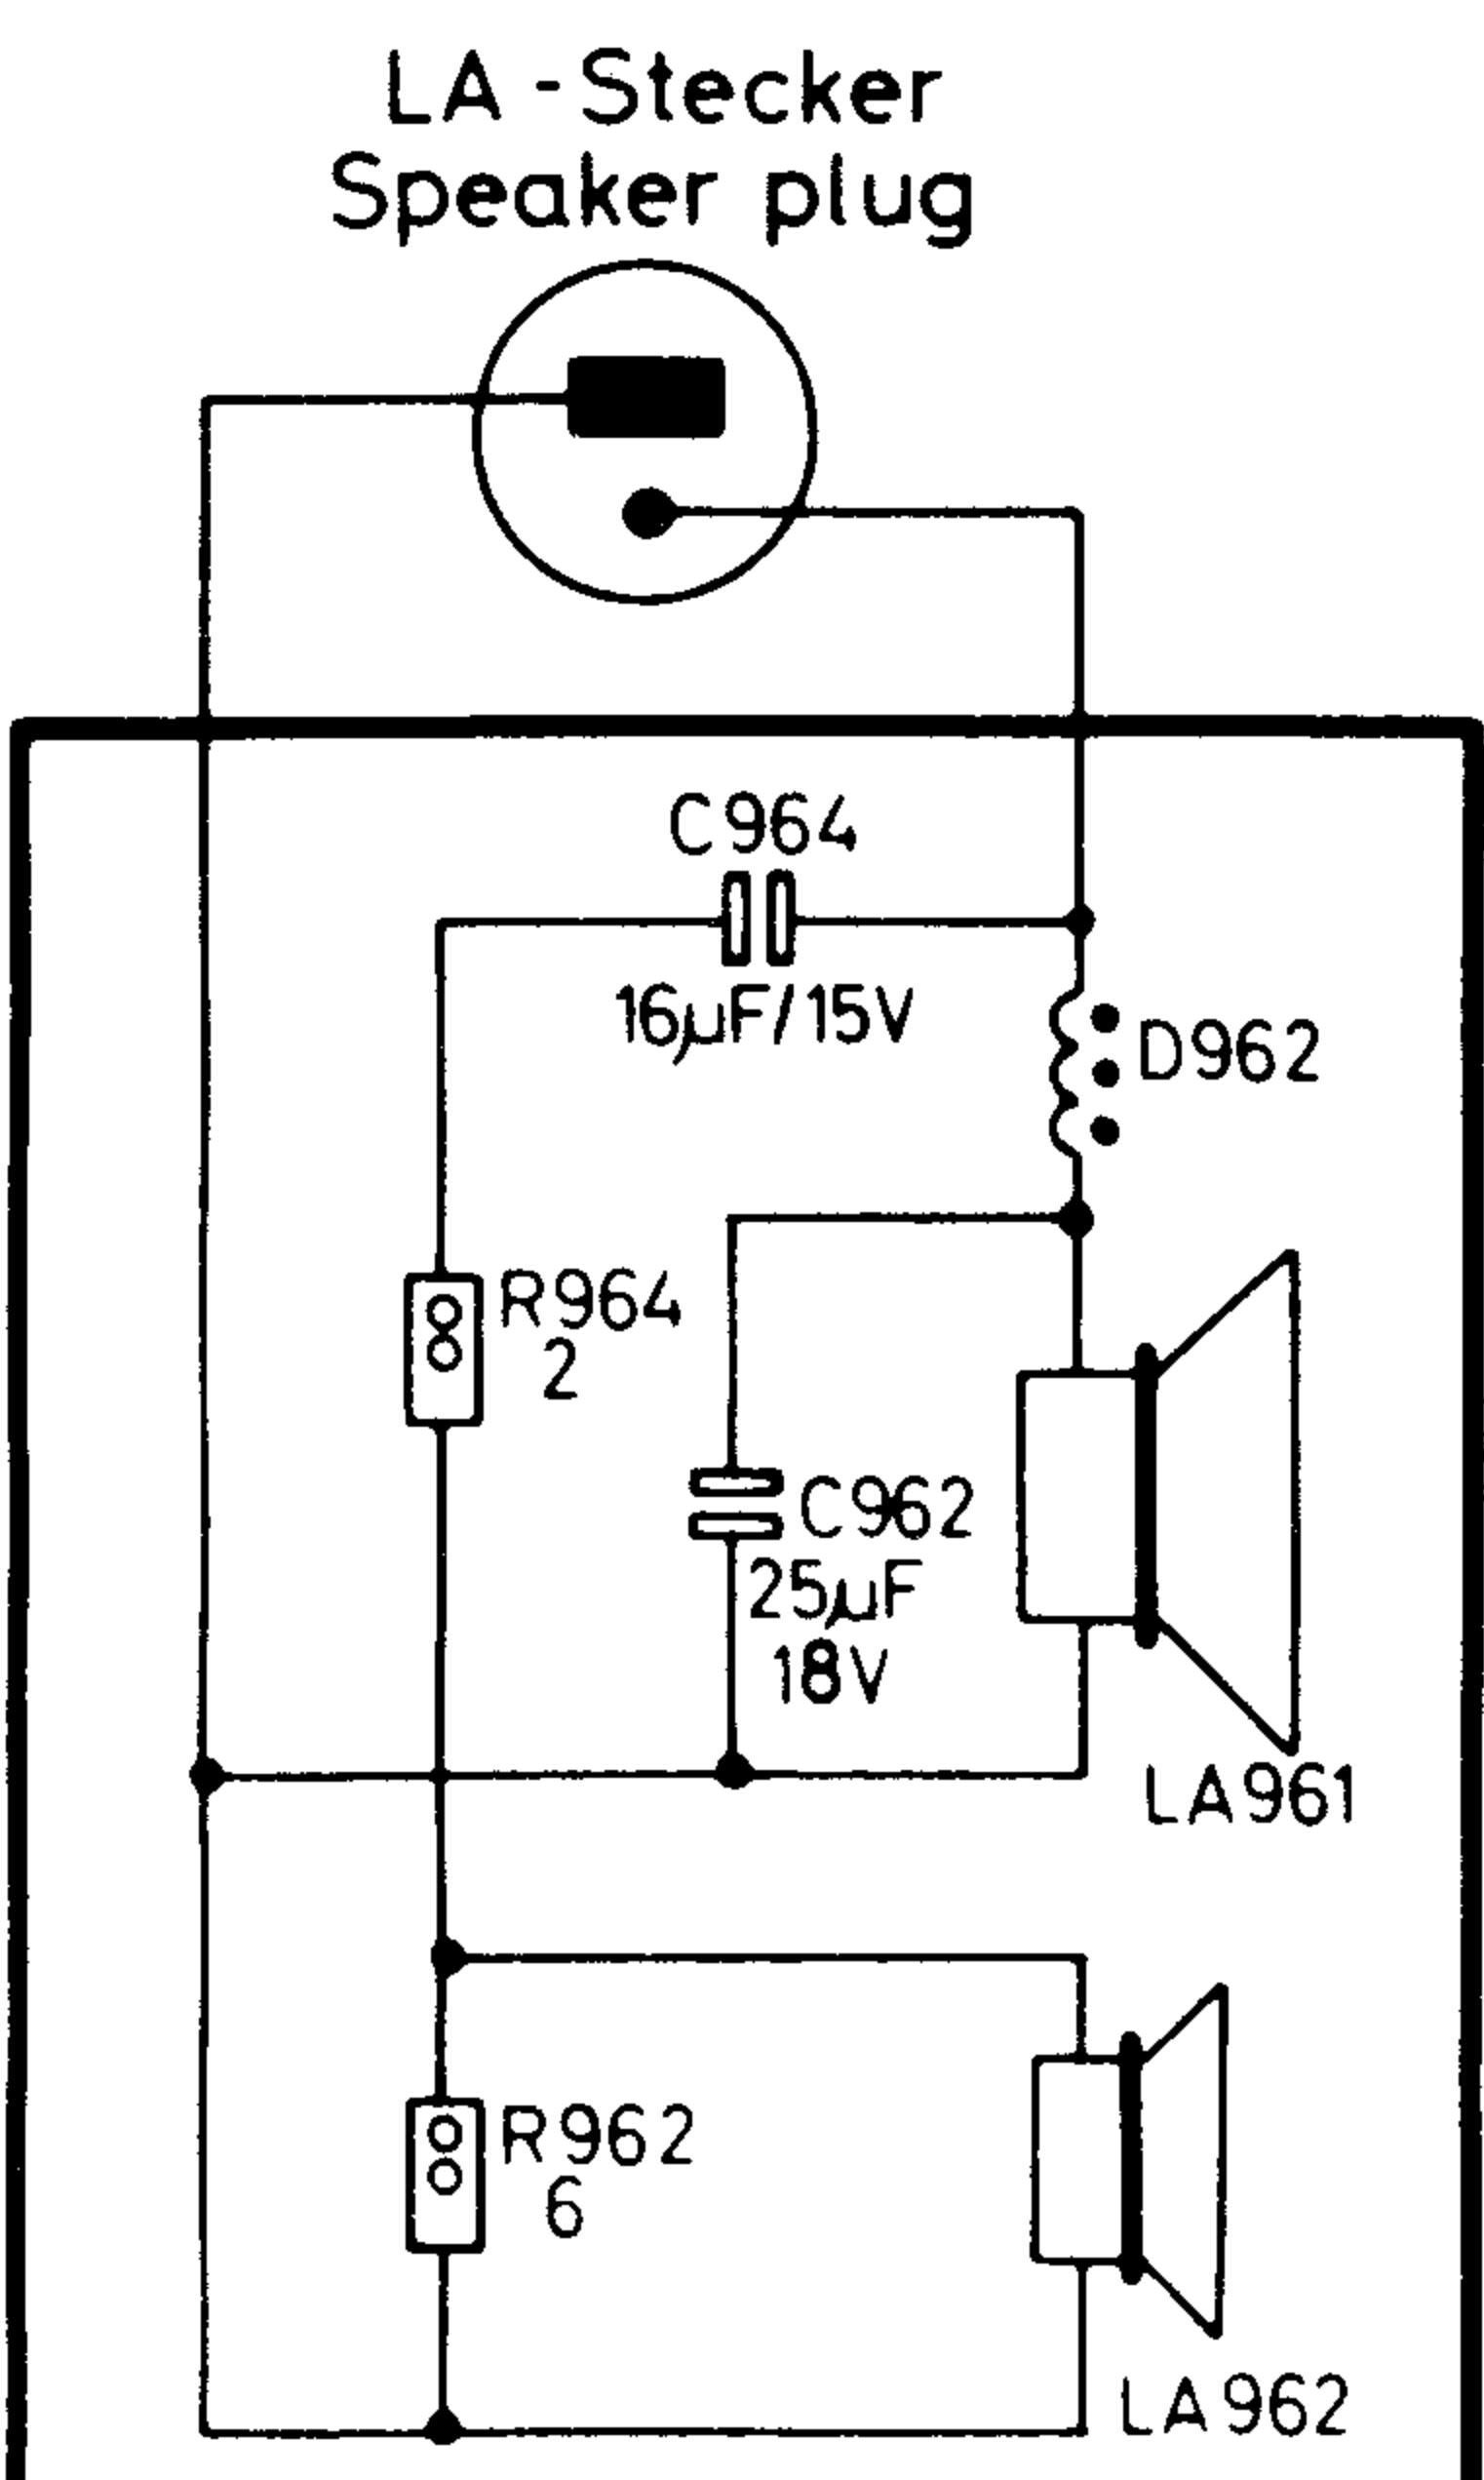 LA-Stecker
Speaker plug
C964
16µF/15V
D962
R964
2
C962
25µF
18V
LA961
R962
6
LA962